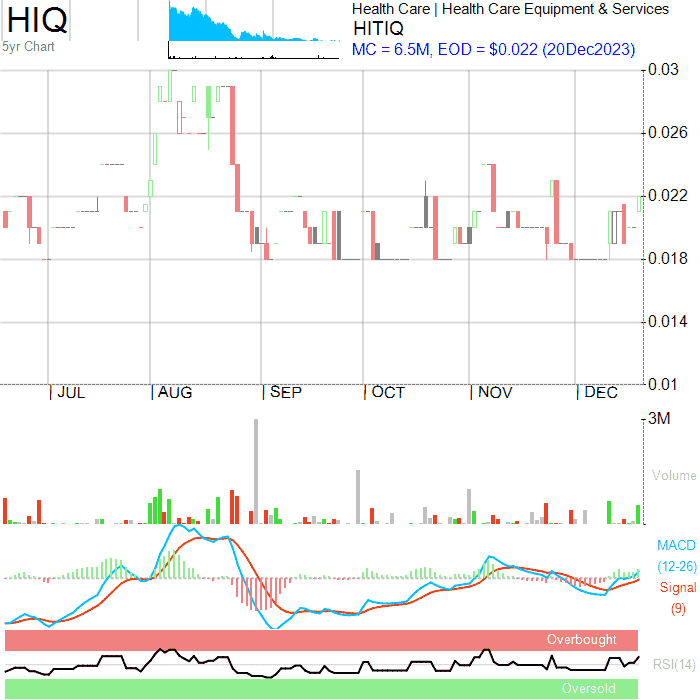 HIQ
5yr Chart
Health Care | Health Care Equipment & Services
HITIQ
MC = 6.5M, EOD = $0.022 (20Dec2023)
0.03
0.026
0.022
0.018
0.014
0.01
| JUL | AUG | SEP | OCT | NOV | DEC
3M
Volume
MACD
(12-26)
Signal
(9)
Overbought
RSI(14)
Oversold